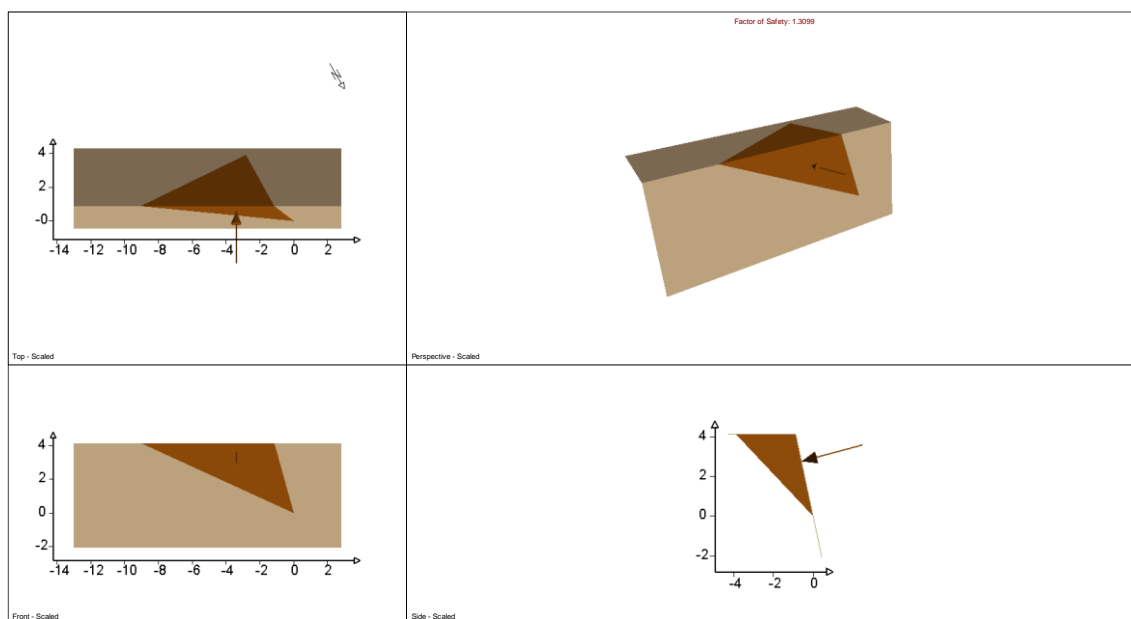 Factor of Safety: 1.3099
N
4
2
-0
-14 -12 -10 -8 -6 -4 -2 0 2
Top - Scaled
Perspective - Scaled
4
2
0
-2
-14 -12 -10 -8 -6 -4 -2 0 2
Front - Scaled
4
2
0
-2
-4 -2 0
Side - Scaled